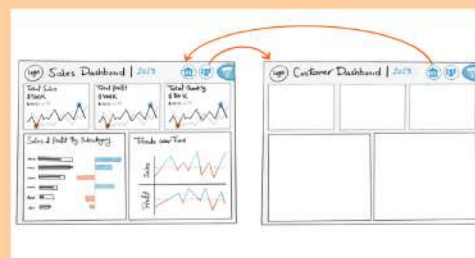 Logo Sales Dashboard | 2023
Total Sales
Total Profit
Total Quantity
Sales & Profit By Subcategory
Trends over Time
Sales
Profit
Logo Customer Dashboard | 2023